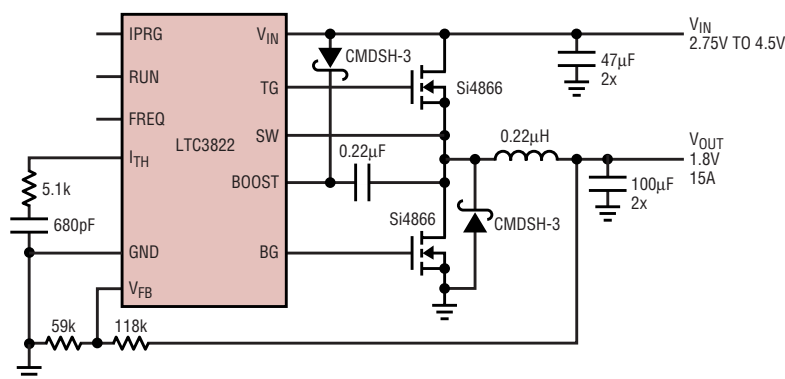 IPRG
RUN
FREQ
ITH
GND
VFB
LTC3822
VIN
TG
SW
BOOST
BG
CMDSH-3
Si4866
0.22µF
Si4866
0.22µH
CMDSH-3
47µF
2x
VIN
2.75V TO 4.5V
VOUT
1.8V
15A
100µF
2x
5.1k
680pF
59k
118k